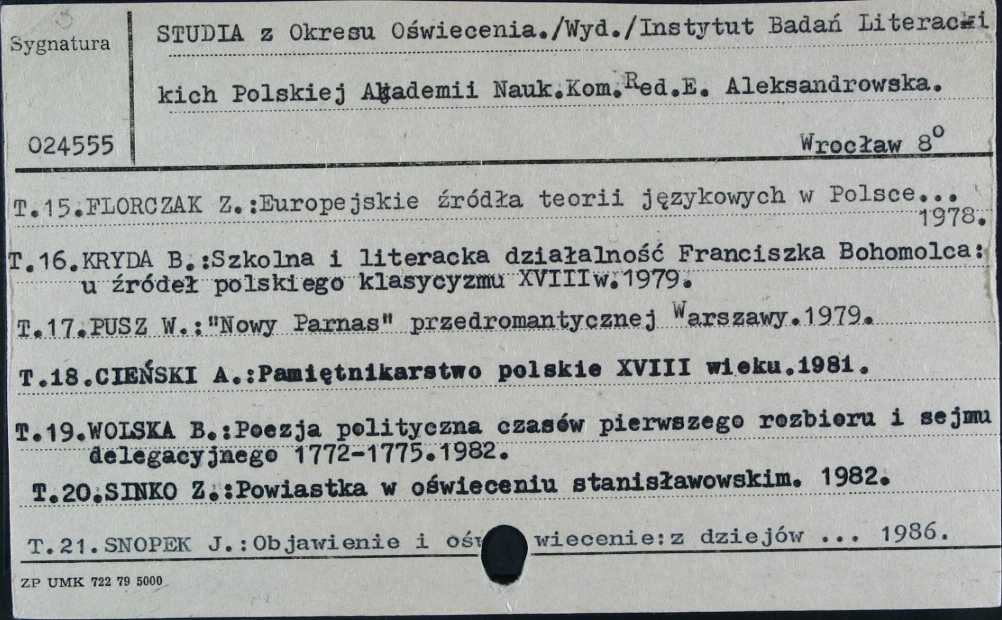 Sygnatura
STUDIA z Okresu Oświecenia./Wyd./Instytut Badań Literacki
kich Polskiej Akademii Nauk.Kom.Red.E. Aleksandrowska.
024555
Wrocław 8°
T.15.FLORCZAK Z.:Europejskie źródła teorii językowych w Polsce...
1978.
T.16.KRYDA B.:Szkolna i literacka działalność Franciszka Bohomolca:
u źródeł polskiego klasycyzmu XVIIIw.1979.
T.17.PUSZ W.:"Nowy Parnas" przedromantycznej Warszawy.1979.
T.18.CIEŃSKI A.:Pamiętnikarstwo polskie XVIII wieku.1981.
T.19.WOLSKA B.:Poezja polityczna czasów pierwszego rozbioru i sejmu
delegacyjnego 1772-1775.1982.
T.20.SINKO Z.:Powiastka w oświeceniu stanisławowskim. 1982.
T.21.SNOPEK J.:Objawienie i oświ wiecenie:z dziejów ... 1986.
ZP UMK 722 79 5000